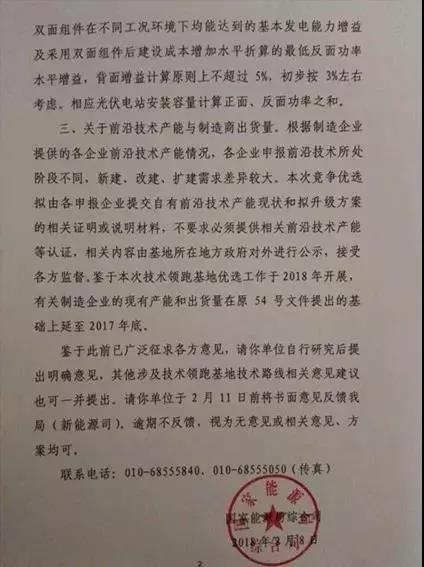 双面组件在不同工况环境下均能达到的基本发电能力增益
及采用双面组件后建设成本增加水平折算的最低反面功率
水平增益，背面增益计算原则上不超过 5%，初步按 3%左右
考虑。相应光伏电站安装容量计算正面、反面功率之和。
三、关于前沿技术产能与制造商出货量。根据制造企业
提供的各企业前沿技术产能情况，各企业申报前沿技术所处
阶段不同，新建、改建、扩建需求差异较大。本次竞争优选
拟由各申报企业提交自有前沿技术产能现状和拟升级方案
的相关证明或说明材料，不要求必须提供相关前沿技术产能
等认证，相关内容由基地所在地方政府对外进行公示，接受
各方监督。鉴于本次技术领跑基地优选工作于 2018 年开展，
有关制造企业的现有产能和出货量在原 54 号文件提出的基
础上延至 2017 年底。
鉴于此前已广泛征求各方意见，请你单位自行研究后提
出明确意见，其他涉及技术领跑基地技术路线相关意见建议
也可一并提出。请你单位于 2 月 11 日前将书面意见反馈我
局（新能源司）。逾期不反馈，视为无意见或相关意见、方
案均可。
联系电话：010-68555840、010-68555050（传真）
国家能源局综合司
2018 年 2 月 8 日
2